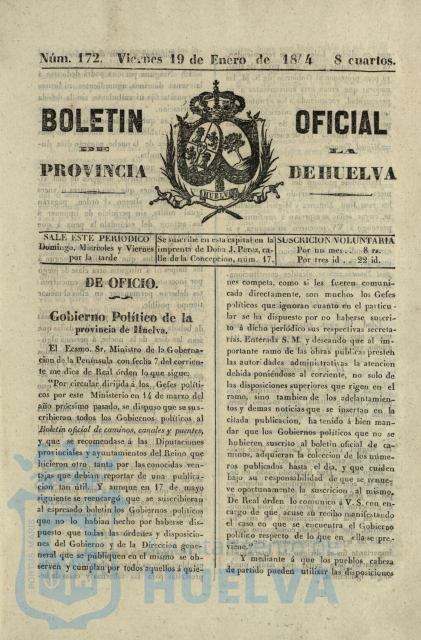 Núm. 172. Viernes 19 de Enero de 1844 8 cuartos.
BOLETIN OFICIAL
DE LA
PROVINCIA DE HUELVA
HUELVA
SALE ESTE PERIODICO
Domingo, Miercoles y Viernes
por la tarde
Se suscribe en esta capital en la
imprenta de Doña J. Perez, ca-
lle de la Concepcion, núm. 17.
SUSCRICION VOLUNTARIA
Por un mes . . . 8 rs.
Por tres id . . 22 id.
DE OFICIO.
Gobierno Político de la
provincia de Huelva.
El Ecsmo. Sr. Ministro de la Goberna-
cion de la Península con fecha 7 del corrien-
te me dice de Real órden lo que sigue:
"Por circular dirijida á los Gefes políti-
cos por este Ministerio en 14 de marzo del
año próximo pasado, se dispuso que se sus-
cribieran todos los Gobiernos políticos al
Boletin oficial de caminos, canales y puertos,
y que se recomendase á las Diputaciones
provinciales y ayuntamientos del Reino que
hicieron otro tanto por las conocidas ven-
tajas que debian reportar de una publica-
cion tan útil, y aunque en 17 de mayo
siguiente se reencargó que se suscribieran
al espresado boletin los Gobiernos políticos
que no lo habian hecho por haberse dis-
puesto que todas las órdenes y disposicio-
nes del Gobierno y de la Direccion gene-
neral que se publiquen en el mismo se ob-
serven y cumplan por todos aquellos á quie-
nes competa, como si les fueren comuni-
cada directamente, son muchos los Gefes
políticos que ignoran cuanto en el particu-
lar se ha dispuesto por no haberse suscri-
to á dicho periódico sus respectivas secreta-
rías. Enterada S. M. y deseando que al im-
portante ramo de las obras publicas presten
las autoridades administrativas la atencion
debida poniéndose al corriente, no solo de
las disposiciones superiores que rigen en el
ramo, sino tambien de los adelantamien-
tos y demas noticias que se insertan en la
citada publicacion, ha tenido á bien man-
dar que los Gobiernos políticos que no se
hubieren suscrito al boletin oficial de ca-
minos, adquieran la coleccion de los núme-
ros publicados hasta el dia, y que cuiden
bajo su responsabilidad de que se renue-
ve oportunamente la suscricion al mismo.
De Real órden lo comunico á V. S. con en-
cargo de que acuse su recibo manifestando
el caso en que se encuentra el Gobierno
político respecto de lo que en ella se pre-
viene."
Y mediante á que los pueblos cabeza
de partido pueden utilizar las disposiciones
HUELVA